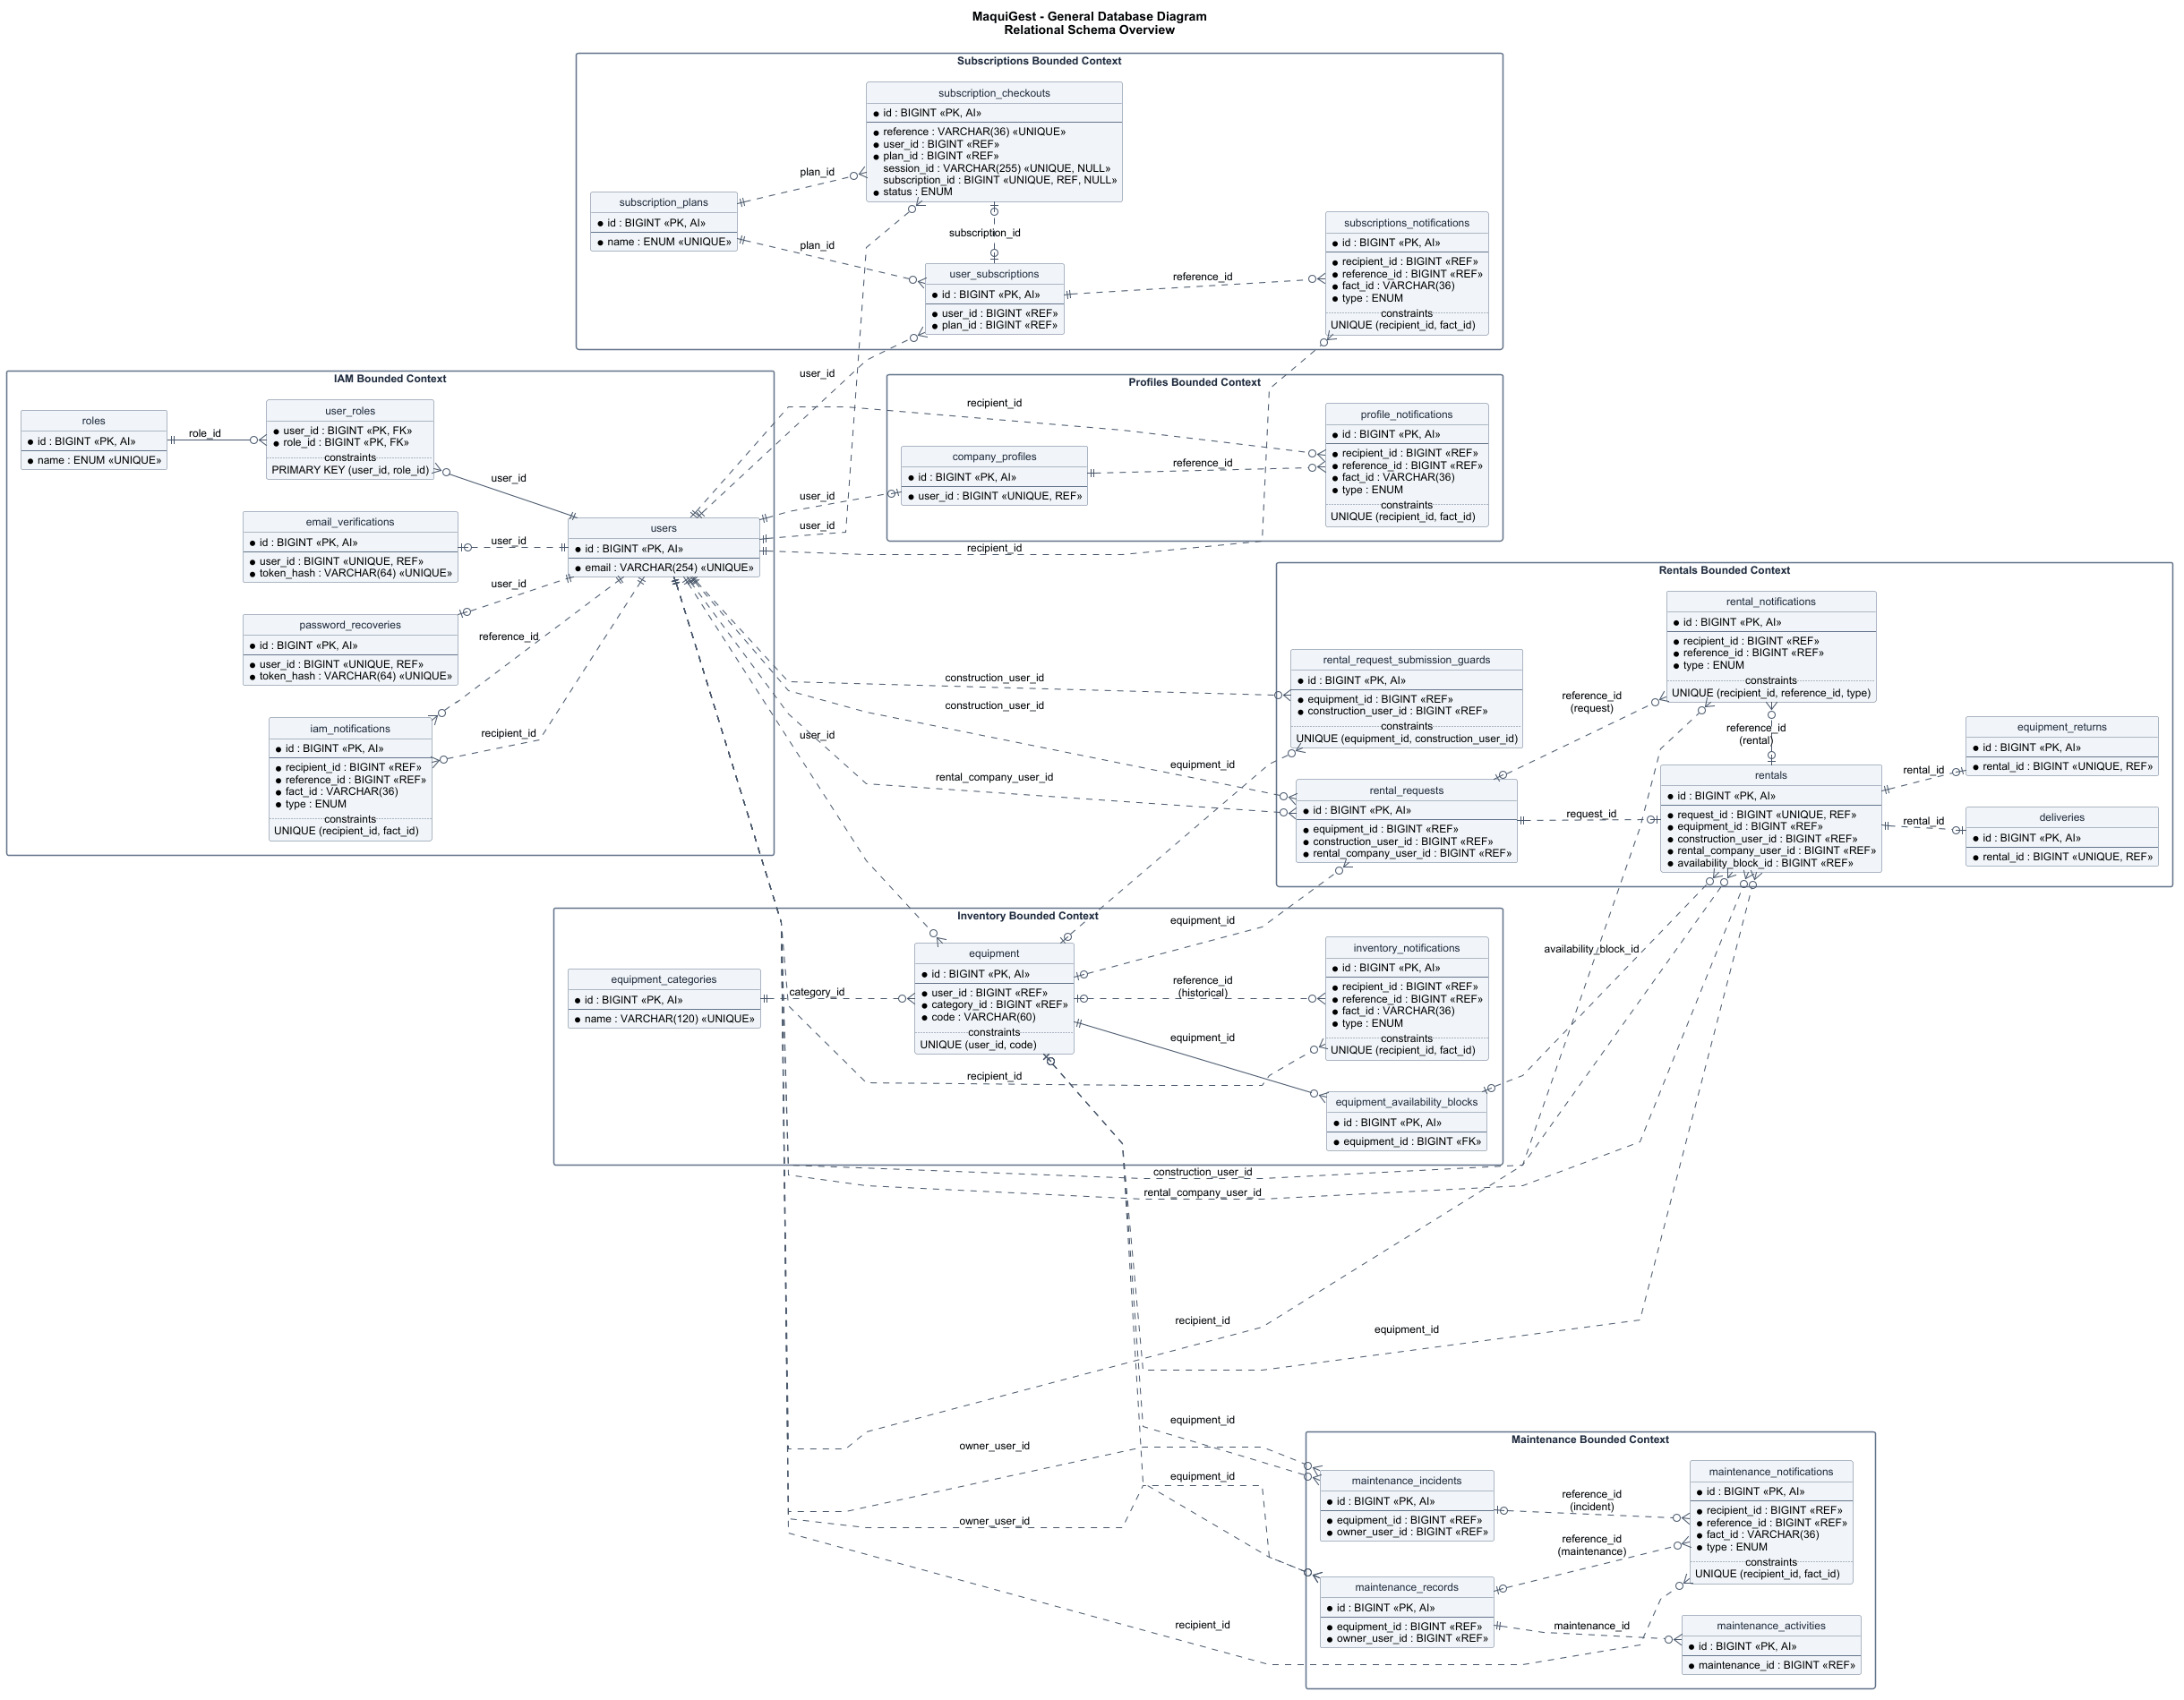 MaquiGest - General Database Diagram
Relational Schema Overview
Subscriptions Bounded Context
subscription_checkouts
id : BIGINT «PK, AI»
reference : VARCHAR(36) «UNIQUE»
user_id : BIGINT «REF»
plan_id : BIGINT «REF»
session_id : VARCHAR(255) «UNIQUE, NULL»
subscription_id : BIGINT «UNIQUE, REF, NULL»
status : ENUM
plan_id
subscription_plans
id : BIGINT «PK, AI»
name : ENUM «UNIQUE»
plan_id
subscription_id
user_subscriptions
id : BIGINT «PK, AI»
user_id : BIGINT «REF»
plan_id : BIGINT «REF»
reference_id
subscriptions_notifications
id : BIGINT «PK, AI»
recipient_id : BIGINT «REF»
reference_id : BIGINT «REF»
fact_id : VARCHAR(36)
type : ENUM
constraints
UNIQUE (recipient_id, fact_id)
IAM Bounded Context
roles
id : BIGINT «PK, AI»
name : ENUM «UNIQUE»
role_id
user_roles
user_id : BIGINT «PK, FK»
role_id : BIGINT «PK, FK»
constraints
PRIMARY KEY (user_id, role_id)
user_id
email_verifications
id : BIGINT «PK, AI»
user_id : BIGINT «UNIQUE, REF»
token_hash : VARCHAR(64) «UNIQUE»
user_id
users
id : BIGINT «PK, AI»
email : VARCHAR(254) «UNIQUE»
user_id
password_recoveries
id : BIGINT «PK, AI»
user_id : BIGINT «UNIQUE, REF»
token_hash : VARCHAR(64) «UNIQUE»
reference_id
iam_notifications
id : BIGINT «PK, AI»
recipient_id : BIGINT «REF»
reference_id : BIGINT «REF»
fact_id : VARCHAR(36)
type : ENUM
constraints
UNIQUE (recipient_id, fact_id)
recipient_id
user_id
Profiles Bounded Context
recipient_id
company_profiles
id : BIGINT «PK, AI»
user_id : BIGINT «UNIQUE, REF»
reference_id
profile_notifications
id : BIGINT «PK, AI»
recipient_id : BIGINT «REF»
reference_id : BIGINT «REF»
fact_id : VARCHAR(36)
type : ENUM
constraints
UNIQUE (recipient_id, fact_id)
user_id
user_id
recipient_id
Rentals Bounded Context
rental_notifications
id : BIGINT «PK, AI»
recipient_id : BIGINT «REF»
reference_id : BIGINT «REF»
type : ENUM
constraints
UNIQUE (recipient_id, reference_id, type)
rental_request_submission_guards
id : BIGINT «PK, AI»
equipment_id : BIGINT «REF»
construction_user_id : BIGINT «REF»
constraints
UNIQUE (equipment_id, construction_user_id)
reference_id
(request)
reference_id
(rental)
equipment_returns
id : BIGINT «PK, AI»
rental_id : BIGINT «UNIQUE, REF»
rental_id
rental_requests
id : BIGINT «PK, AI»
equipment_id : BIGINT «REF»
construction_user_id : BIGINT «REF»
rental_company_user_id : BIGINT «REF»
request_id
rentals
id : BIGINT «PK, AI»
request_id : BIGINT «UNIQUE, REF»
equipment_id : BIGINT «REF»
construction_user_id : BIGINT «REF»
rental_company_user_id : BIGINT «REF»
availability_block_id : BIGINT «REF»
rental_id
deliveries
id : BIGINT «PK, AI»
rental_id : BIGINT «UNIQUE, REF»
construction_user_id
construction_user_id
user_id
equipment_id
rental_company_user_id
Inventory Bounded Context
equipment_categories
id : BIGINT «PK, AI»
name : VARCHAR(120) «UNIQUE»
category_id
equipment
id : BIGINT «PK, AI»
user_id : BIGINT «REF»
category_id : BIGINT «REF»
code : VARCHAR(60)
constraints
UNIQUE (user_id, code)
equipment_id
reference_id
(historical)
inventory_notifications
id : BIGINT «PK, AI»
recipient_id : BIGINT «REF»
reference_id : BIGINT «REF»
fact_id : VARCHAR(36)
type : ENUM
constraints
UNIQUE (recipient_id, fact_id)
equipment_id
recipient_id
equipment_availability_blocks
id : BIGINT «PK, AI»
equipment_id : BIGINT «FK»
availability_block_id
construction_user_id
rental_company_user_id
recipient_id
equipment_id
equipment_id
owner_user_id
equipment_id
owner_user_id
recipient_id
Maintenance Bounded Context
maintenance_incidents
id : BIGINT «PK, AI»
equipment_id : BIGINT «REF»
owner_user_id : BIGINT «REF»
reference_id
(incident)
reference_id
(maintenance)
maintenance_notifications
id : BIGINT «PK, AI»
recipient_id : BIGINT «REF»
reference_id : BIGINT «REF»
fact_id : VARCHAR(36)
type : ENUM
constraints
UNIQUE (recipient_id, fact_id)
maintenance_records
id : BIGINT «PK, AI»
equipment_id : BIGINT «REF»
owner_user_id : BIGINT «REF»
maintenance_id
maintenance_activities
id : BIGINT «PK, AI»
maintenance_id : BIGINT «REF»